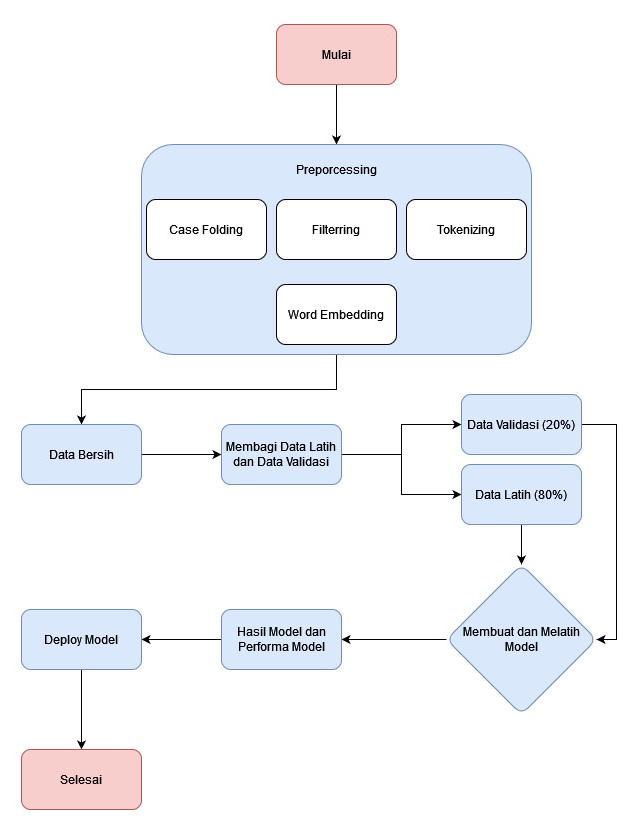 Mulai
Preporcessing
Case Folding
Filterring
Tokenizing
Word Embedding
Data Bersih
Membagi Data Latih
dan Data Validasi
Data Validasi (20%)
Data Latih (80%)
Membuat dan Melatih
Model
Hasil Model dan
Performa Model
Deploy Model
Selesai